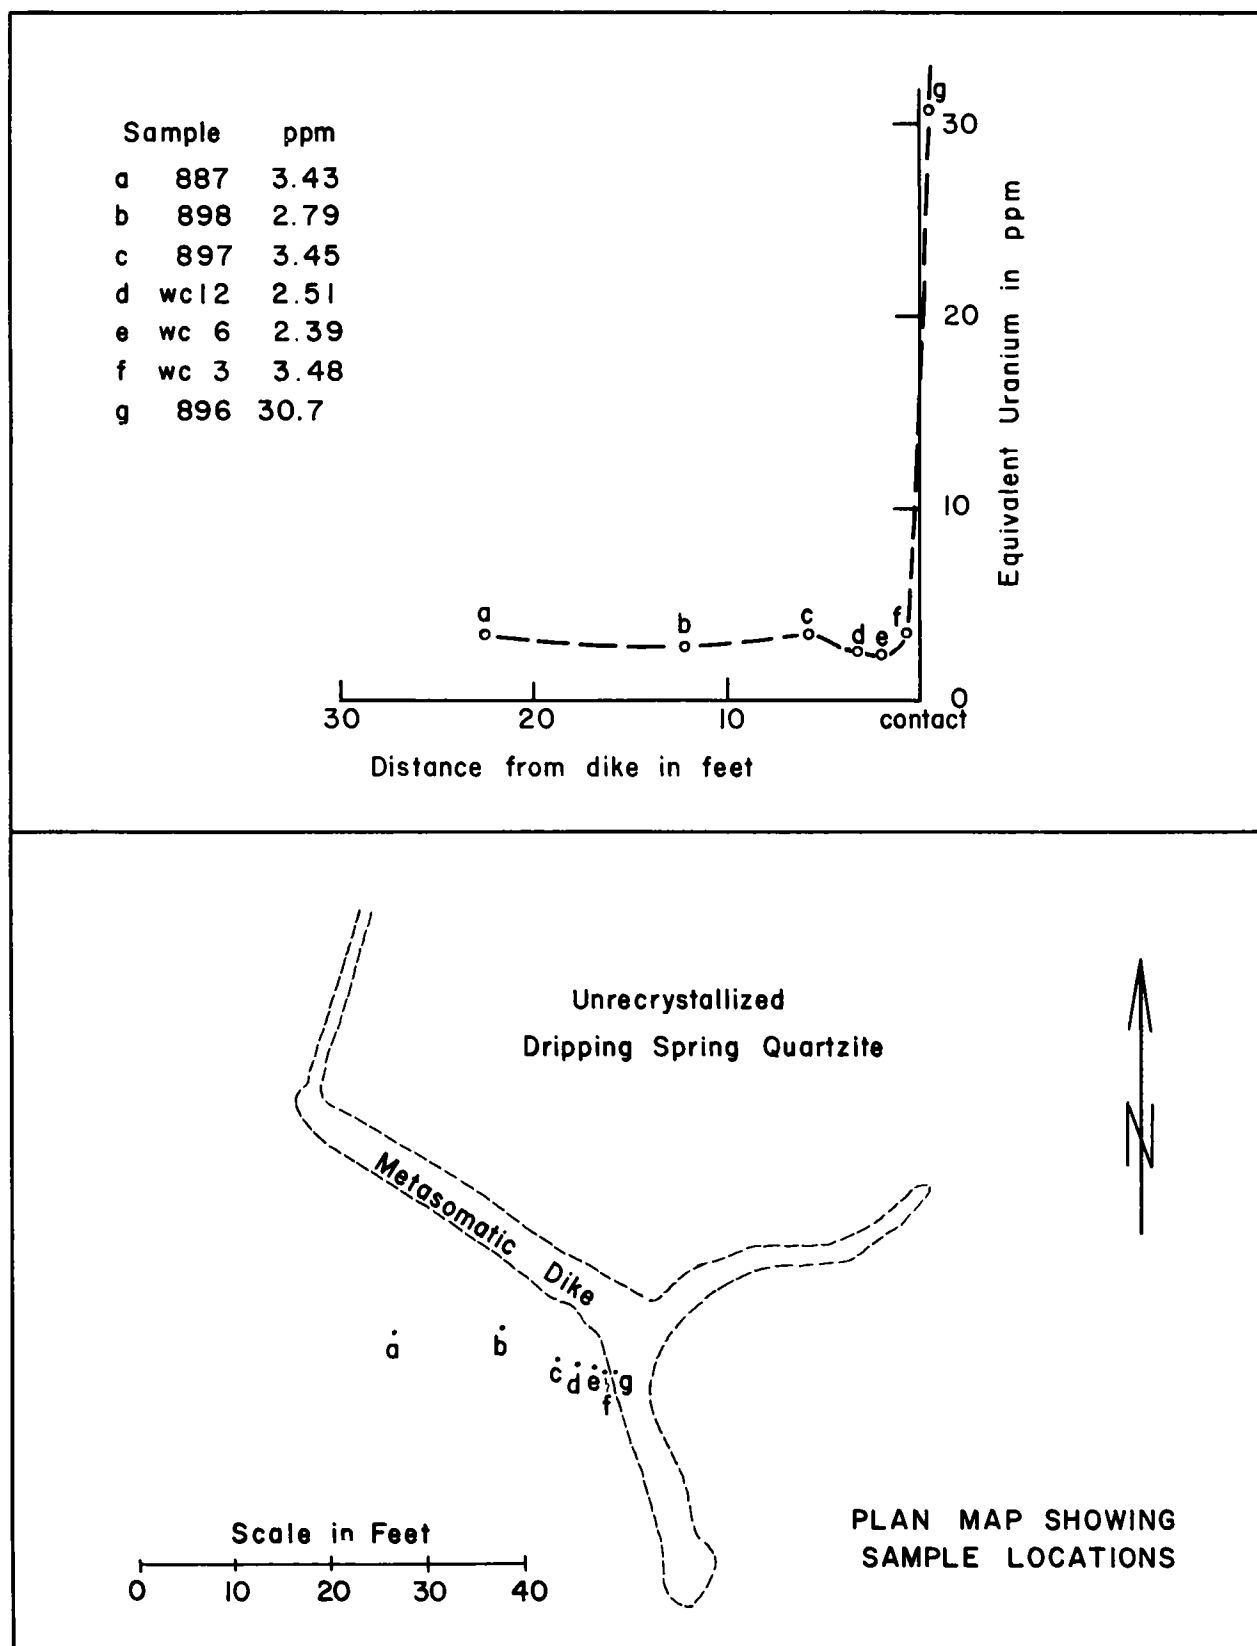 Sample ppm
a 887 3.43
b 898 2.79
c 897 3.45
d wc12 2.51
e wc 6 2.39
f wc 3 3.48
g 896 30.7
g
30
20
10
0
Equivalent Uranium in ppm
a b c d e f
30 20 10 contact
Distance from dike in feet
Unrecrystallized
Dripping Spring Quartzite
N
Metasomatic Dike
a b c d e g
f
Scale in Feet
0 10 20 30 40
PLAN MAP SHOWING
SAMPLE LOCATIONS